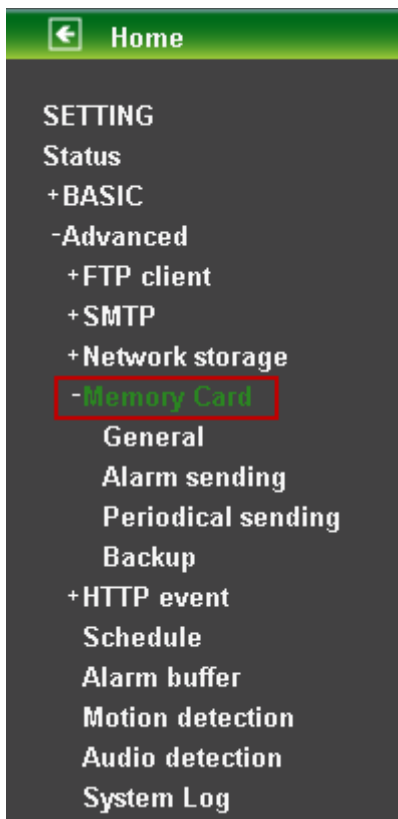 Home
SETTING
Status
+BASIC
-Advanced
+FTP client
+SMTP
+Network storage
-Memory Card
General
Alarm sending
Periodical sending
Backup
+HTTP event
Schedule
Alarm buffer
Motion detection
Audio detection
System Log